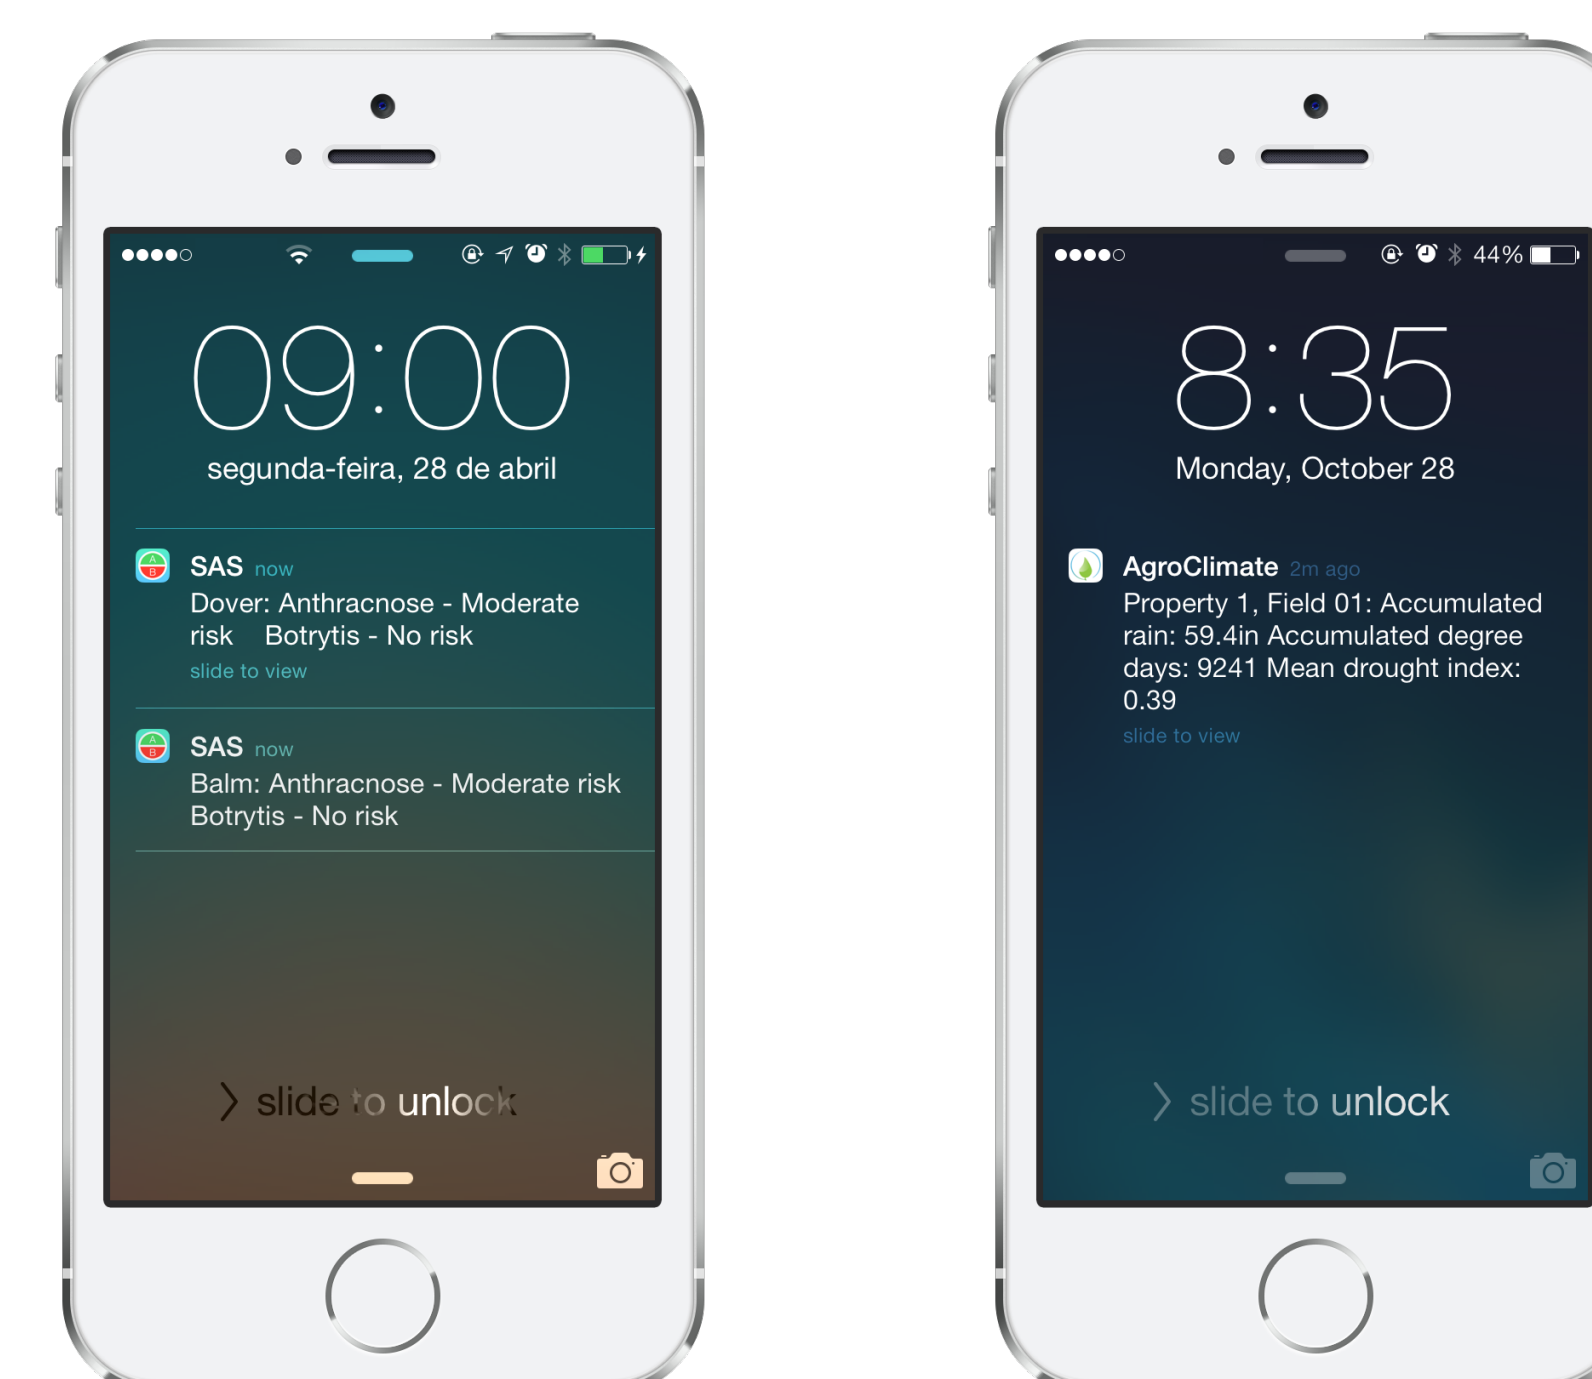 09:00
segunda-feira, 28 de abril
A
B
SAS now
Dover: Anthracnose - Moderate
risk Botrytis - No risk
slide to view
A
B
SAS now
Balm: Anthracnose - Moderate risk
Botrytis - No risk
> slide to unlock
44%
8:35
Monday, October 28
AgroClimate 2m ago
Property 1, Field 01: Accumulated
rain: 59.4in Accumulated degree
days: 9241 Mean drought index:
0.39
slide to view
> slide to unlock